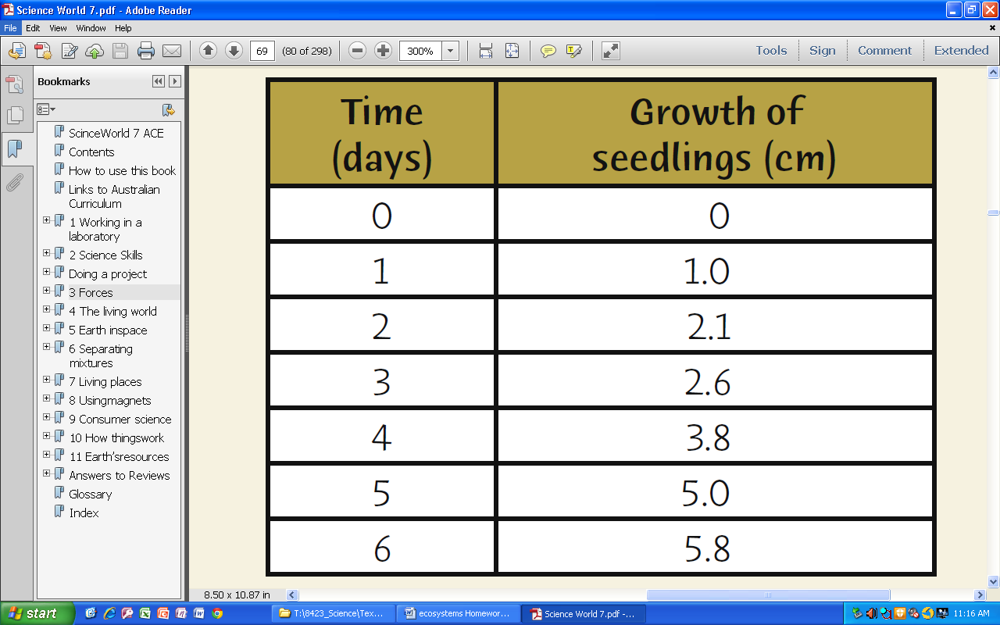 Science World 7.pdf - Adobe Reader
File Edit View Window Help
69 (80 of 298) 300% Tools Sign Comment Extended
Bookmarks
ScinceWorld 7 ACE
Contents
How to use this book
Links to Australian
Curriculum
1 Working in a
laboratory
2 Science Skills
Doing a project
3 Forces
4 The living world
5 Earth inspace
6 Separating
mixtures
7 Living places
8 Usingmagnets
9 Consumer science
10 How thingswork
11 Earth'sresources
Answers to Reviews
Glossary
Index
Time
(days)
Growth of
seedlings (cm)
0 0
1 1.0
2 2.1
3 2.6
4 3.8
5 5.0
6 5.8
8.50 x 10.87 in
start T:\8423_Science\Tex... ecosystems Homewor... Science World 7.pdf -... 11:16 AM